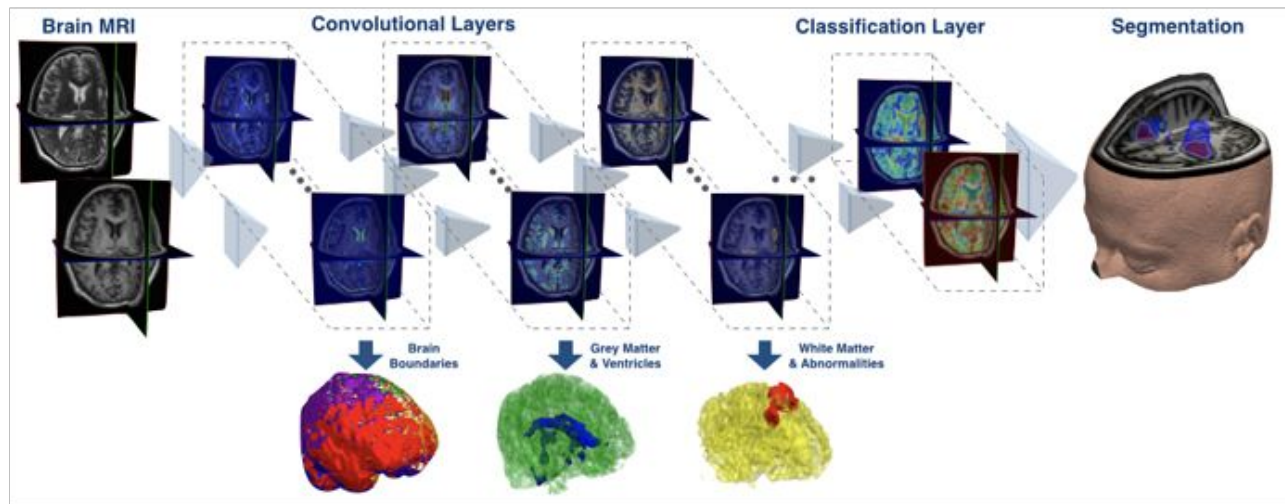 Brain MRI
Convolutional Layers
Classification Layer
Segmentation
Brain
Boundaries
Grey Matter
& Ventricles
White Matter
& Abnormalities